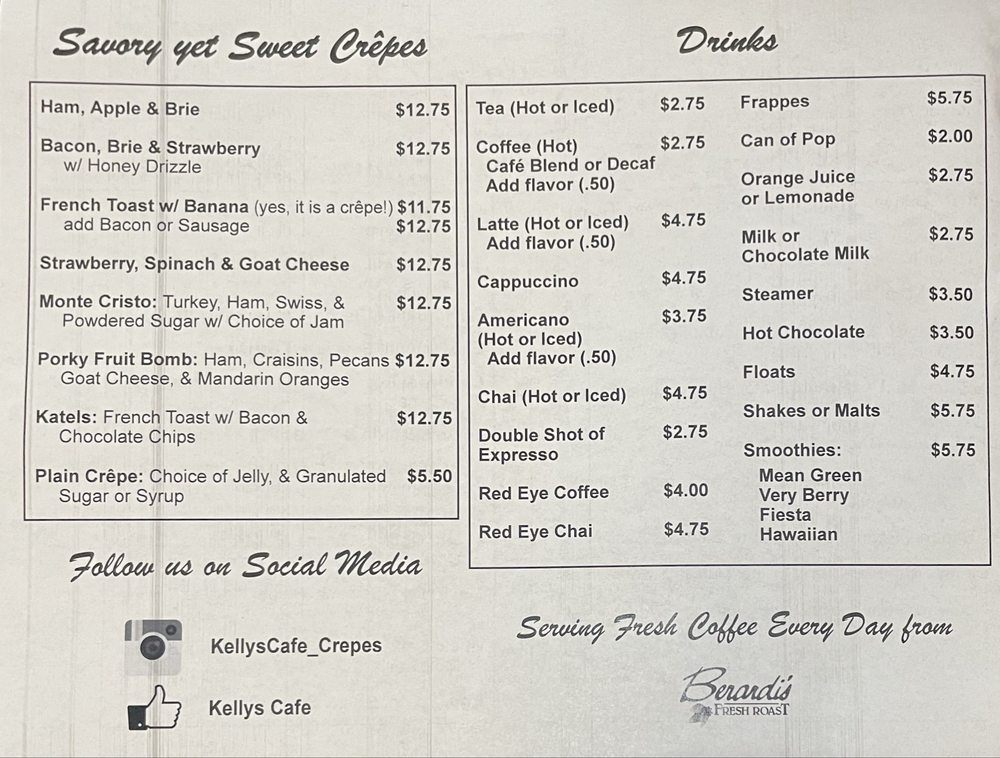 Savory yet Sweet Crêpes
Ham, Apple & Brie $12.75
Bacon, Brie & Strawberry $12.75
w/ Honey Drizzle
French Toast w/ Banana (yes, it is a crêpe!) $11.75
add Bacon or Sausage $12.75
Strawberry, Spinach & Goat Cheese $12.75
Monte Cristo: Turkey, Ham, Swiss, & $12.75
Powdered Sugar w/ Choice of Jam
Porky Fruit Bomb: Ham, Craisins, Pecans $12.75
Goat Cheese, & Mandarin Oranges
Katels: French Toast w/ Bacon & $12.75
Chocolate Chips
Plain Crêpe: Choice of Jelly, & Granulated $5.50
Sugar or Syrup
Follow us on Social Media
KellysCafe_Crepes
Kellys Cafe
Drinks
Tea (Hot or Iced) $2.75
Coffee (Hot) $2.75
Café Blend or Decaf
Add flavor (.50)
Latte (Hot or Iced) $4.75
Add flavor (.50)
Cappuccino $4.75
Americano $3.75
(Hot or Iced)
Add flavor (.50)
Chai (Hot or Iced) $4.75
Double Shot of $2.75
Expresso
Red Eye Coffee $4.00
Red Eye Chai $4.75
Frappes $5.75
Can of Pop $2.00
Orange Juice $2.75
or Lemonade
Milk or $2.75
Chocolate Milk
Steamer $3.50
Hot Chocolate $3.50
Floats $4.75
Shakes or Malts $5.75
Smoothies: $5.75
Mean Green
Very Berry
Fiesta
Hawaiian
Serving Fresh Coffee Every Day from
Berardi's
FRESH ROAST